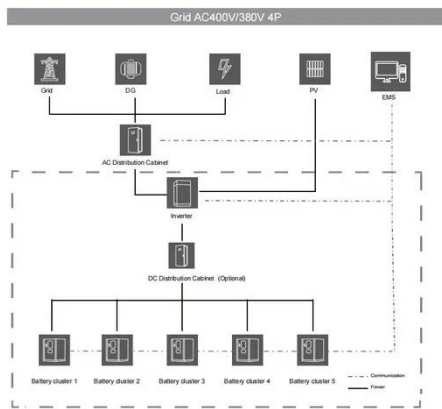 Grid AC400V/380V 4P
Grid
DG
Load
PV
EMS
AC Distribution Cabinet
Inverter
DC Distribution Cabinet (Optional)
Battery cluster 1
Battery cluster 2
Battery cluster 3
Battery cluster 4
Battery cluster 5
Communication
Power